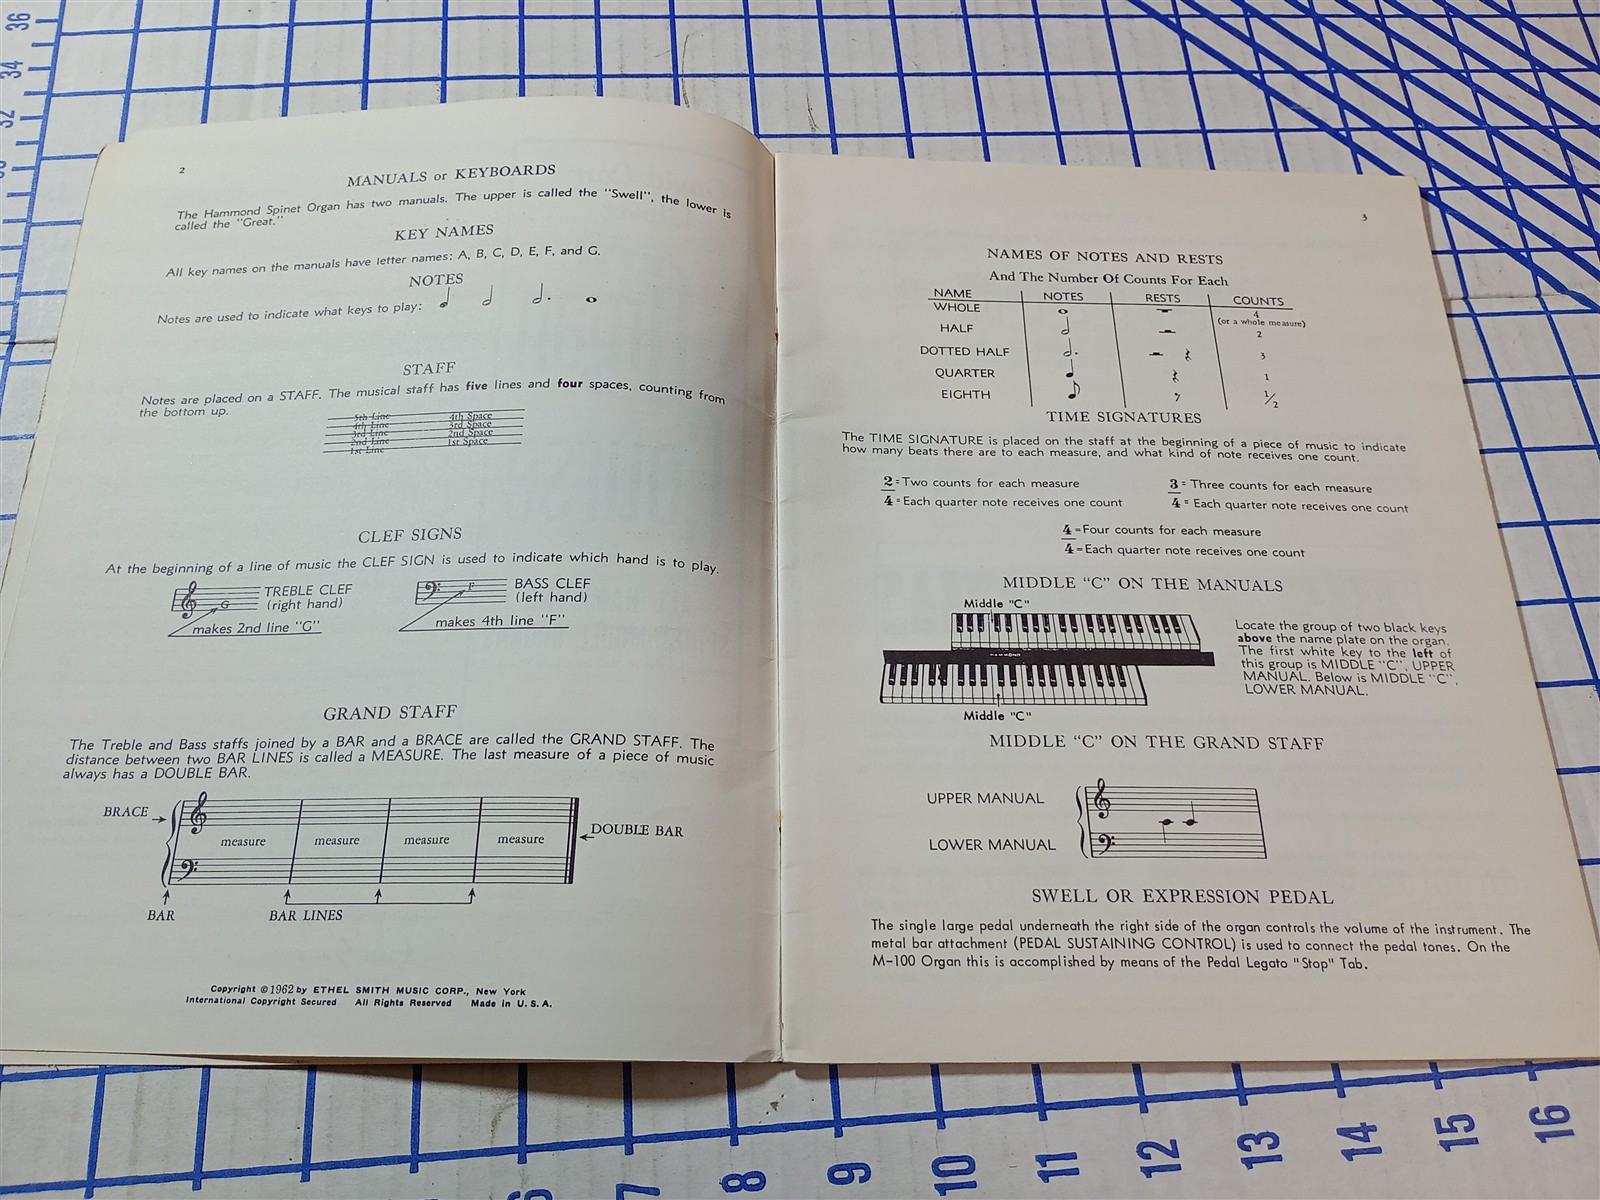 2
MANUALS or KEYBOARDS
The Hammond Spinet Organ has two manuals. The upper is called the "Swell", the lower is
called the "Great."
KEY NAMES
All key names on the manuals have letter names: A, B, C, D, E, F, and G.
NOTES
Notes are used to indicate what keys to play:
STAFF
Notes are placed on a STAFF. The musical staff has five lines and four spaces, counting from
the bottom up.
5th Line 4th Space
4th Line 3rd Space
3rd Line 2nd Space
2nd Line 1st Space
1st Line
CLEF SIGNS
At the beginning of a line of music the CLEF SIGN is used to indicate which hand is to play.
TREBLE CLEF
(right hand)
G
makes 2nd line "G"
BASS CLEF
(left hand)
F
makes 4th line "F"
GRAND STAFF
The Treble and Bass staffs joined by a BAR and a BRACE are called the GRAND STAFF. The
distance between two BAR LINES is called a MEASURE. The last measure of a piece of music
always has a DOUBLE BAR.
BRACE
measure measure measure measure
DOUBLE BAR
BAR BAR LINES
Copyright © 1962 by ETHEL SMITH MUSIC CORP., New York
International Copyright Secured All Rights Reserved Made in U. S. A.
3
NAMES OF NOTES AND RESTS
And The Number Of Counts For Each
NAME NOTES RESTS COUNTS
WHOLE 4
(or a whole measure)
HALF 2
DOTTED HALF 3
QUARTER 1
EIGHTH 1/2
TIME SIGNATURES
The TIME SIGNATURE is placed on the staff at the beginning of a piece of music to indicate
how many beats there are to each measure, and what kind of note receives one count.
2 = Two counts for each measure
4 = Each quarter note receives one count
3 = Three counts for each measure
4 = Each quarter note receives one count
4 = Four counts for each measure
4 = Each quarter note receives one count
MIDDLE "C" ON THE MANUALS
Middle "C"
HAMMOND
Middle "C"
Locate the group of two black keys
above the name plate on the organ.
The first white key to the left of
this group is MIDDLE "C", UPPER
MANUAL. Below is MIDDLE "C",
LOWER MANUAL.
MIDDLE "C" ON THE GRAND STAFF
UPPER MANUAL
LOWER MANUAL
SWELL OR EXPRESSION PEDAL
The single large pedal underneath the right side of the organ controls the volume of the instrument. The
metal bar attachment (PEDAL SUSTAINING CONTROL) is used to connect the pedal tones. On the
M-100 Organ this is accomplished by means of the Pedal Legato "Stop" Tab.
36
34
32
7
8
9
10
11
12
13
14
15
16